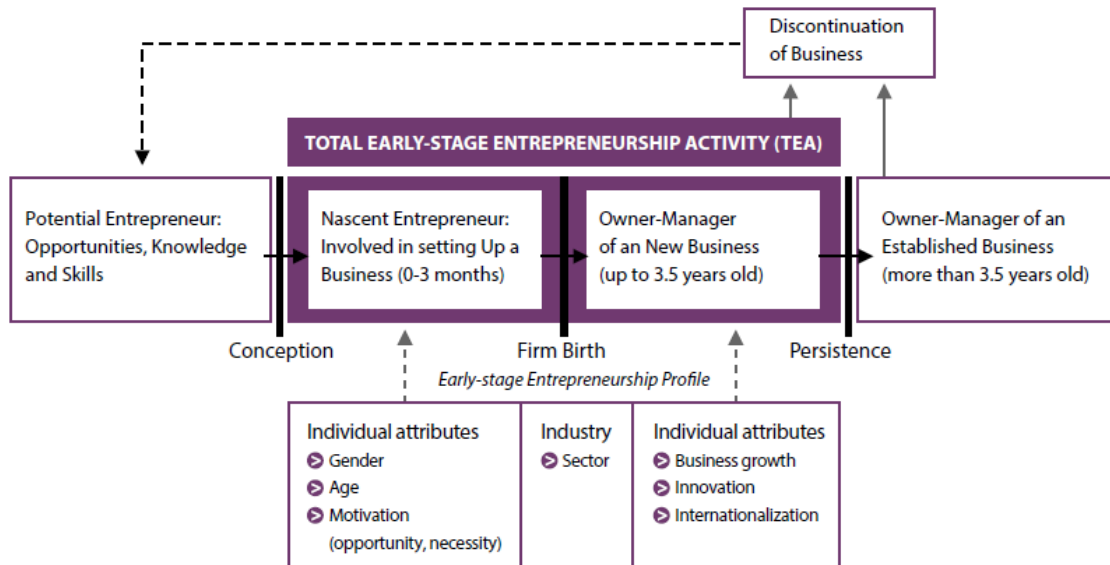 Discontinuation
of Business
TOTAL EARLY-STAGE ENTREPRENEURSHIP ACTIVITY (TEA)
Potential Entrepreneur:
Opportunities, Knowledge
and Skills
Nascent Entrepreneur:
Involved in setting Up a
Business (0-3 months)
Owner-Manager
of an New Business
(up to 3.5 years old)
Owner-Manager of an
Established Business
(more than 3.5 years old)
Conception
Firm Birth
Persistence
Early-stage Entrepreneurship Profile
Individual attributes
Gender
Age
Motivation
(opportunity, necessity)
Industry
Sector
Individual attributes
Business growth
Innovation
Internationalization